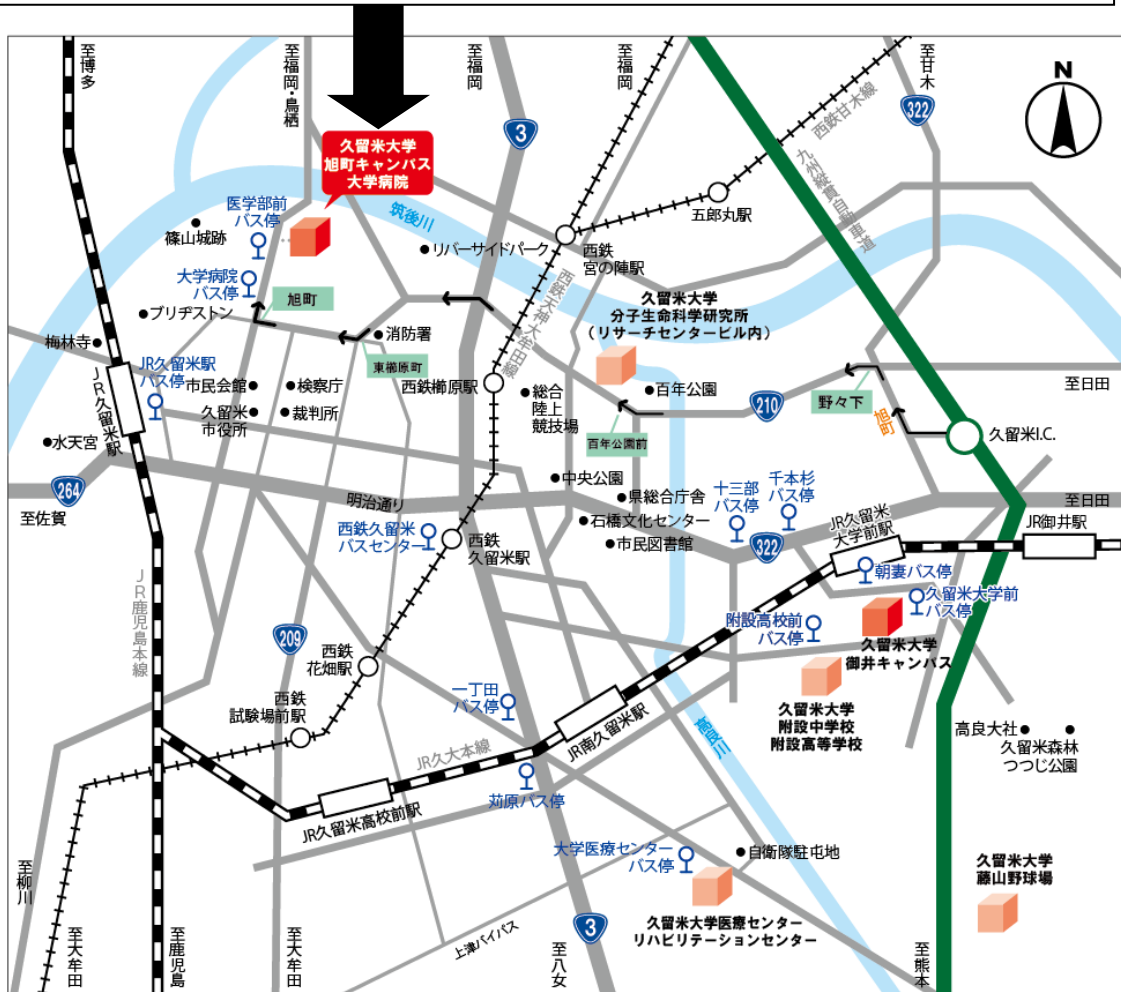 至博多
至福岡・鳥栖
至福岡
至福岡
至甘木
N
3
322
西鉄甘木線
九州縦貫自動車道
久留米大学
旭町キャンパス
大学病院
五郎丸駅
医学部前
バス停
筑後川
篠山城跡
リバーサイドパーク
西鉄
宮の陣駅
大学病院
バス停
旭町
西鉄天神大牟田線
久留米大学
分子生命科学研究所
(リサーチセンタービル内)
ブリヂストン
消防署
梅林寺
東櫛原町
JR久留米駅
バス停
市民会館
検察庁
西鉄櫛原駅
総合
陸上
競技場
百年公園
210
野々下
至日田
JR久留米駅
久留米
市役所
裁判所
旭町
久留米I.C.
水天宮
百年公園前
264
至佐賀
明治通り
中央公園
県総合庁舎
十三部
バス停
千本杉
バス停
至日田
石橋文化センター
JR久留米
大学前駅
JR御井駅
西鉄久留米
バスセンター
西鉄
久留米駅
市民図書館
322
朝妻バス停
JR鹿児島本線
久留米大学前
バス停
209
附設高校前
バス停
久留米大学
御井キャンパス
西鉄
花畑駅
一丁田
バス停
西鉄
試験場前駅
久留米大学
附設中学校
附設高等学校
JR南久留米駅
高良川
高良大社
久留米森林
つつじ公園
JR久大本線
苅原バス停
JR久留米高校前駅
大学医療センター
バス停
自衛隊駐屯地
久留米大学
藤山野球場
至柳川
久留米大学医療センター
リハビリテーションセンター
3
上津バイパス
至大牟田
至鹿児島
至大牟田
至八女
至熊本